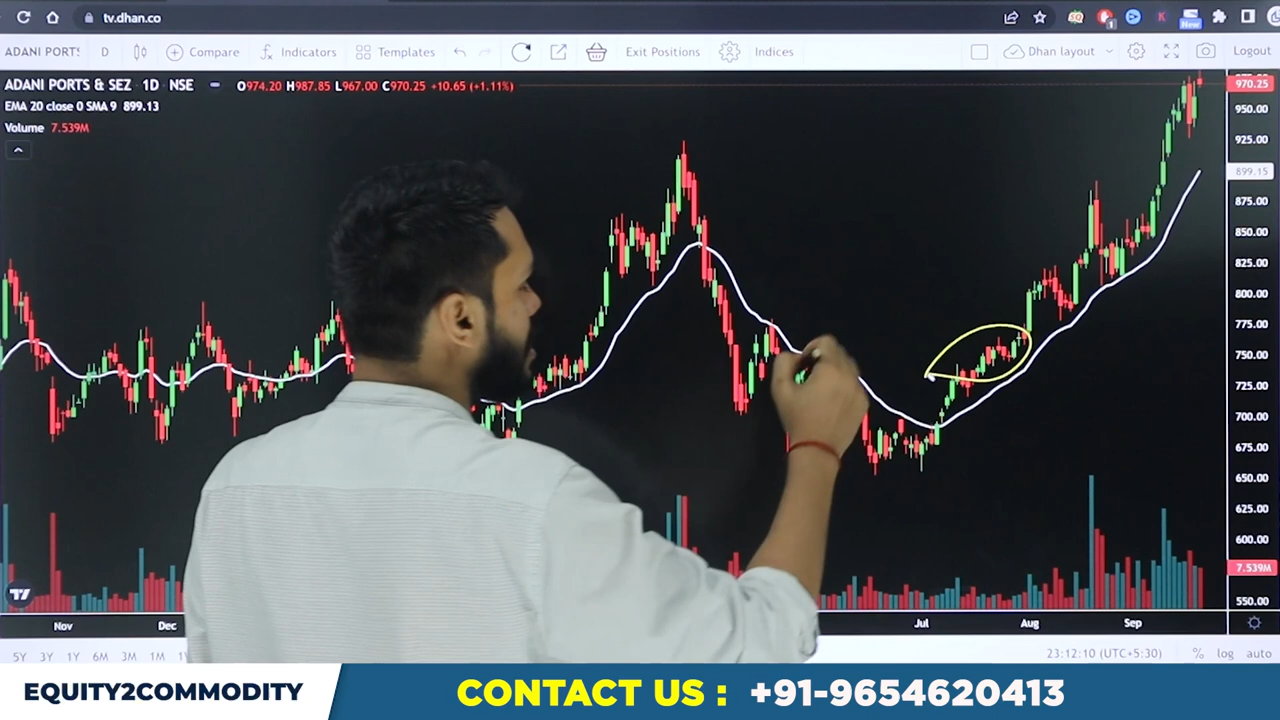 tv.dhan.co
New
1
ADANI PORTS D Compare Indicators Templates Exit Positions Indices Dhan layout Logout
ADANI PORTS & SEZ 1D NSE O974.20 H987.85 L967.00 C970.25 +10.65 (+1.11%)
EMA 20 close 0 SMA 9 899.13
Volume 7.539M
970.25
950.00
925.00
899.15
875.00
850.00
825.00
800.00
775.00
750.00
725.00
700.00
675.00
650.00
625.00
600.00
7.539M
550.00
Nov Dec Jul Aug Sep
5Y 3Y 1Y 6M 3M 1M 23:12:10 (UTC+5:30) % log auto
EQUITY2COMMODITY
CONTACT US : +91-9654620413